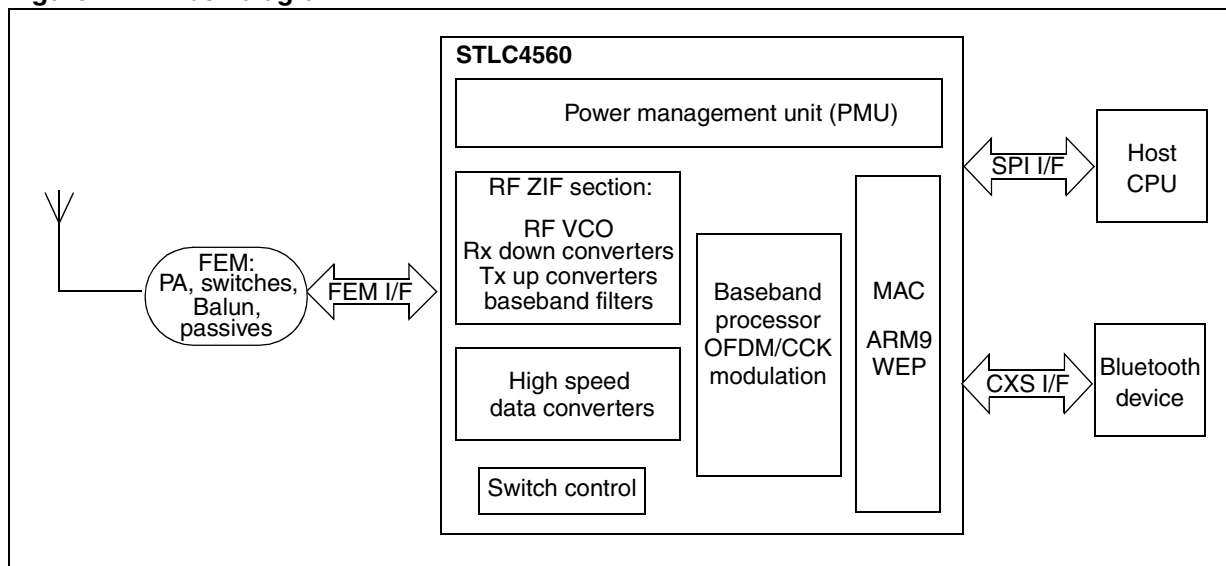 STLC4560
Power management unit (PMU)
RF ZIF section:
RF VCO
Rx down converters
Tx up converters
baseband filters
High speed
data converters
Switch control
Baseband
processor
OFDM/CCK
modulation
MAC
ARM9
WEP
FEM:
PA, switches,
Balun,
passives
FEM I/F
SPI I/F
Host
CPU
CXS I/F
Bluetooth
device